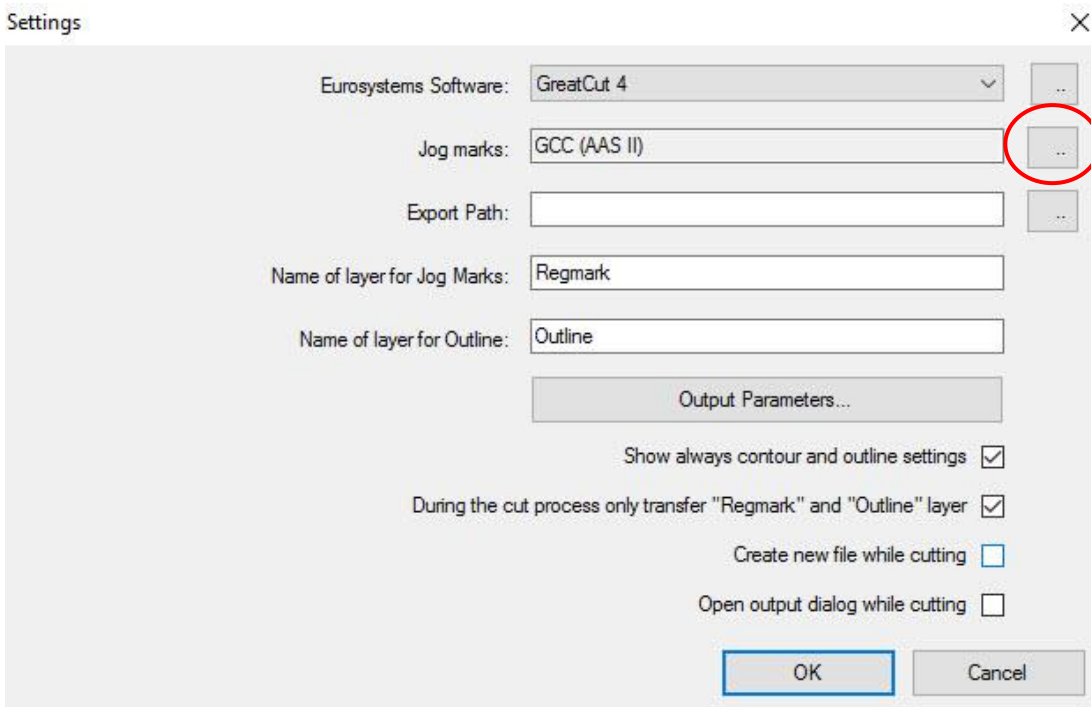 Settings
Eurosystems Software: GreatCut 4 ..
Jog marks: GCC (AAS II) ..
Export Path: ..
Name of layer for Jog Marks: Regmark
Name of layer for Outline: Outline
Output Parameters...
Show always contour and outline settings
During the cut process only transfer "Regmark" and "Outline" layer
Create new file while cutting
Open output dialog while cutting
OK Cancel